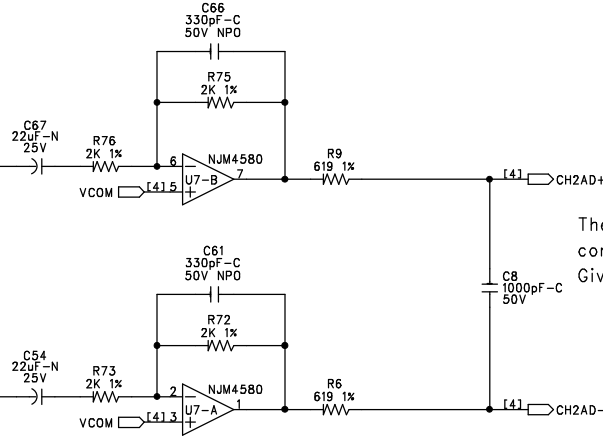 C66
330pF-C
50V NPO
R75
2K 1%
C67
22uF-N
25V
R76
2K 1%
6
NJM4580
U7-B
7
VCOM
[4]
5
R9
619 1%
[4]
CH2AD+
C61
330pF-C
50V NPO
R72
2K 1%
C8
1000pF-C
50V
C54
22uF-N
25V
R73
2K 1%
2
NJM4580
U7-A
1
VCOM
[4]
3
R6
619 1%
[4]
CH2AD-
The
con
Giv